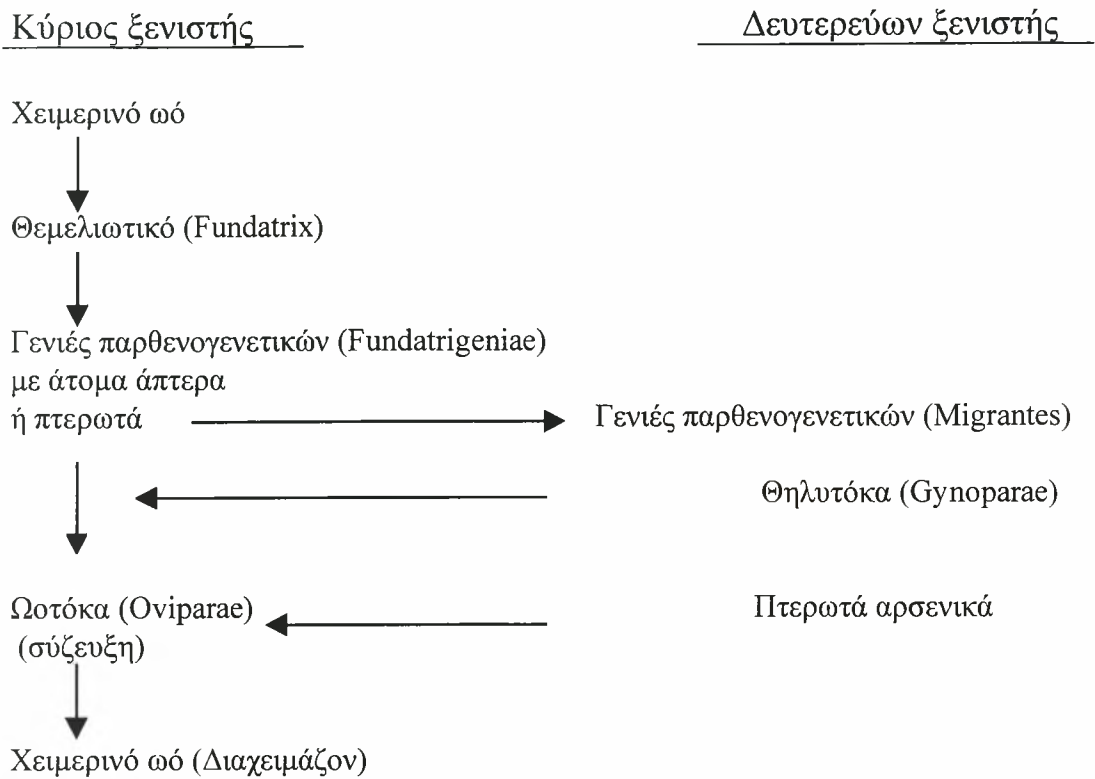 Κύριος ξενιστής
Δευτερεύων ξενιστής
Χειμερινό ωό
Θεμελιωτικό (Fundatrix)
Γενιές παρθενογενετικών (Fundatrigeniae)
με άτομα άπτερα
ή πτερωτά
Γενιές παρθενογενετικών (Migrantes)
Θηλυτόκα (Gynoparae)
Ωοτόκα (Oviparae)
Πτερωτά αρσενικά
(σύζευξη)
Χειμερινό ωό (Διαχειμάζον)